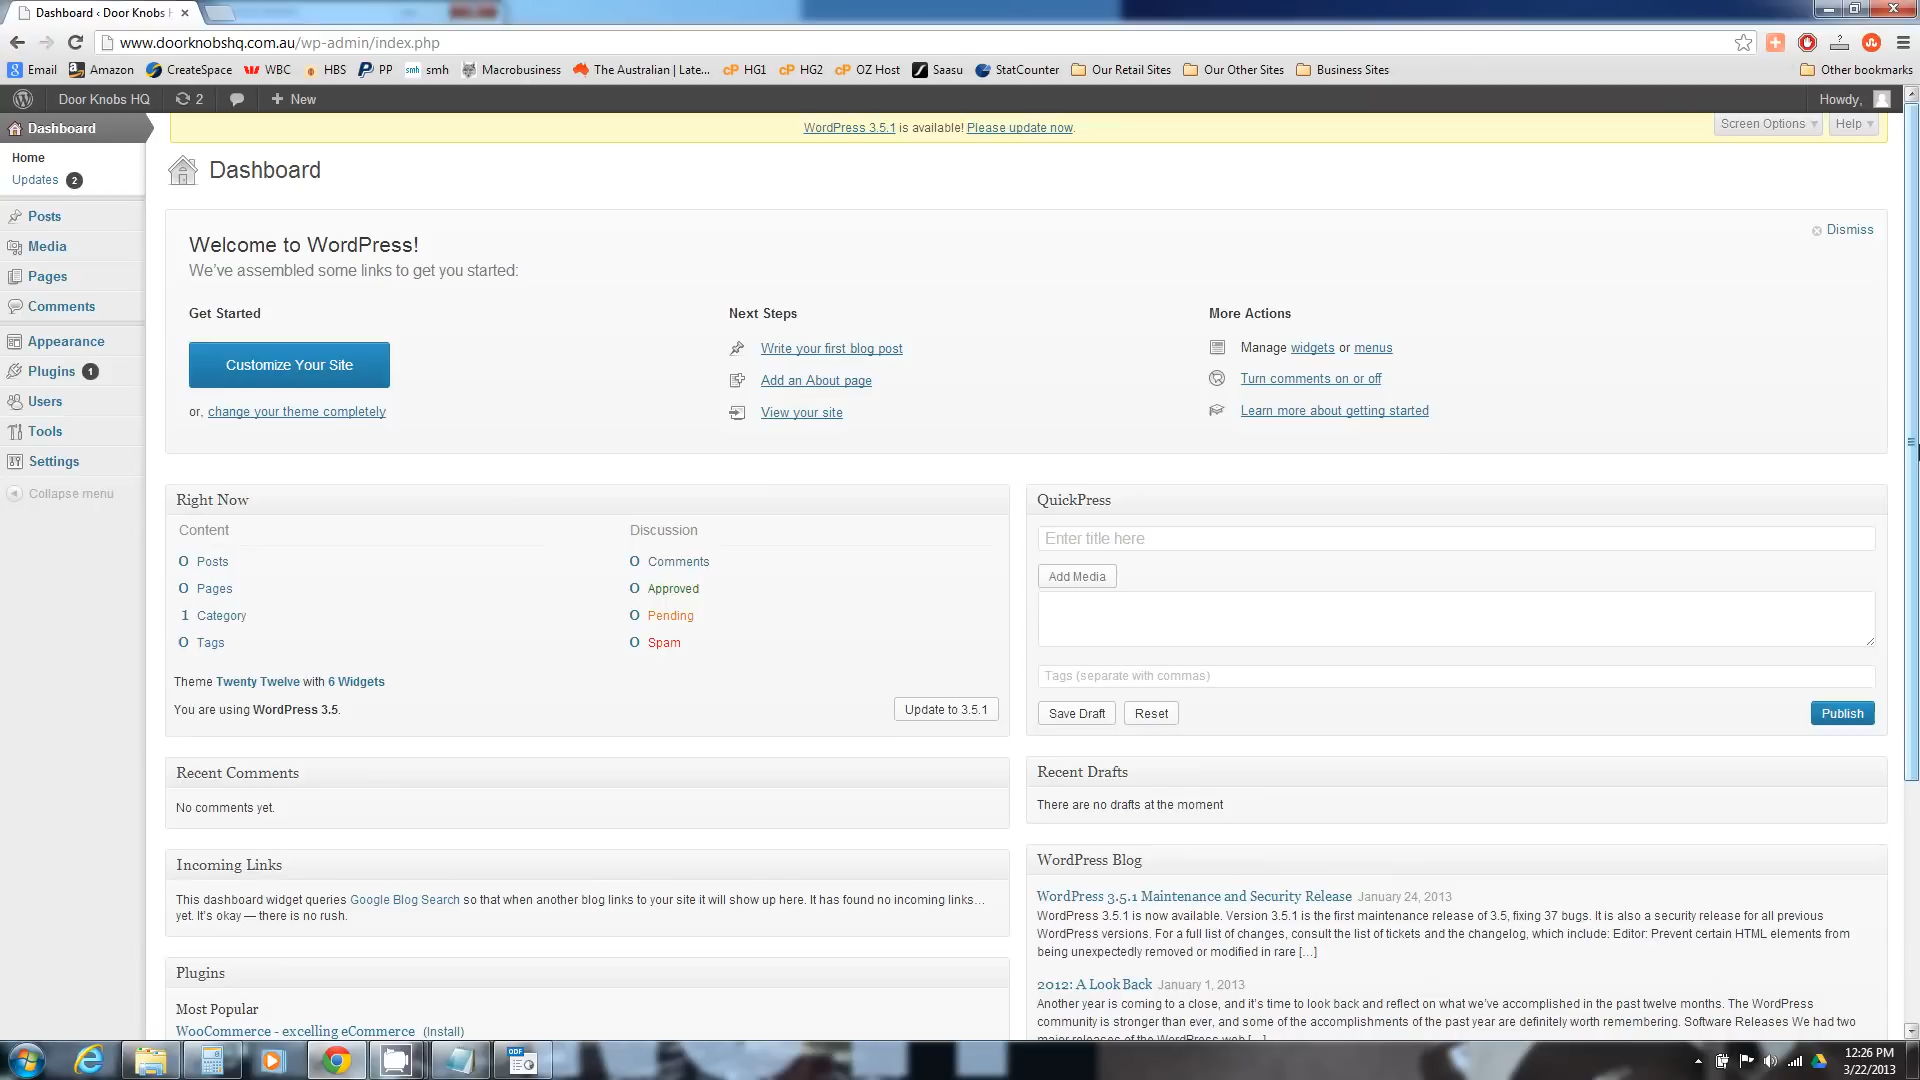 Dashboard ‹ Door Knobs
www.doorknobshq.com.au/wp-admin/index.php
Email Amazon CreateSpace WBC HBS PP smh Macrobusiness The Australian | Late... HG1 HG2 OZ Host Saasu StatCounter Our Retail Sites Our Other Sites Business Sites Other bookmarks
Door Knobs HQ 2 + New Howdy,
Dashboard
WordPress 3.5.1 is available! Please update now.
Screen Options Help
Home
Updates 2
Posts
Media
Pages
Comments
Appearance
Plugins 1
Users
Tools
Settings
Collapse menu
Dashboard
Welcome to WordPress!
Dismiss
We’ve assembled some links to get you started:
Get Started
Customize Your Site
or, change your theme completely
Next Steps
Write your first blog post
Add an About page
View your site
More Actions
Manage widgets or menus
Turn comments on or off
Learn more about getting started
Right Now
Content
0 Posts
0 Pages
1 Category
0 Tags
Discussion
0 Comments
0 Approved
0 Pending
0 Spam
Theme Twenty Twelve with 6 Widgets
You are using WordPress 3.5.
Update to 3.5.1
QuickPress
Enter title here
Add Media
Tags (separate with commas)
Save Draft Reset Publish
Recent Comments
No comments yet.
Recent Drafts
There are no drafts at the moment
Incoming Links
This dashboard widget queries Google Blog Search so that when another blog links to your site it will show up here. It has found no incoming links…
yet. It’s okay — there is no rush.
WordPress Blog
WordPress 3.5.1 Maintenance and Security Release January 24, 2013
WordPress 3.5.1 is now available. Version 3.5.1 is the first maintenance release of 3.5, fixing 37 bugs. It is also a security release for all previous
WordPress versions. For a full list of changes, consult the list of tickets and the changelog, which include: Editor: Prevent certain HTML elements from
being unexpectedly removed or modified in rare […]
2012: A Look Back January 1, 2013
Another year is coming to a close, and it’s time to look back and reflect on what we’ve accomplished in the past twelve months. The WordPress
community is stronger than ever, and some of the accomplishments of the past year are definitely worth remembering. Software Releases We had two
major releases of the WordPress web […]
Plugins
Most Popular
WooCommerce - excelling eCommerce (Install)
12:26 PM
3/22/2013